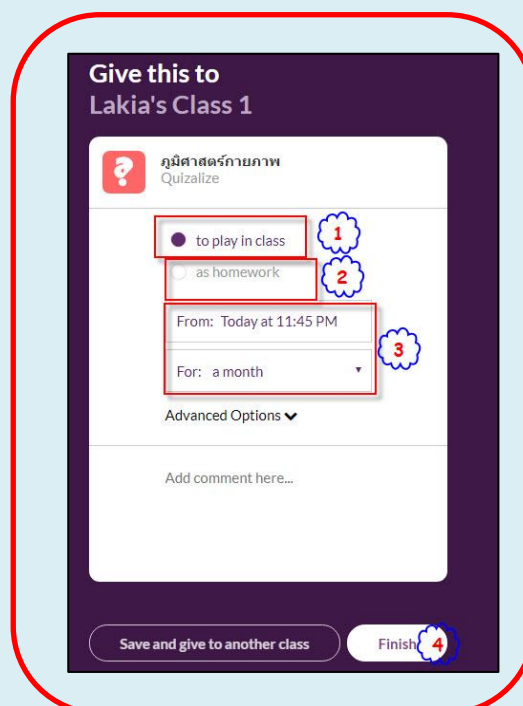 Give this to
Lakia's Class 1
ภูมิศาสตร์กายภาพ
Quizalize
to play in class
1
as homework
2
From: Today at 11:45 PM
3
For: a month
Advanced Options
Add comment here...
Save and give to another class
Finish
4